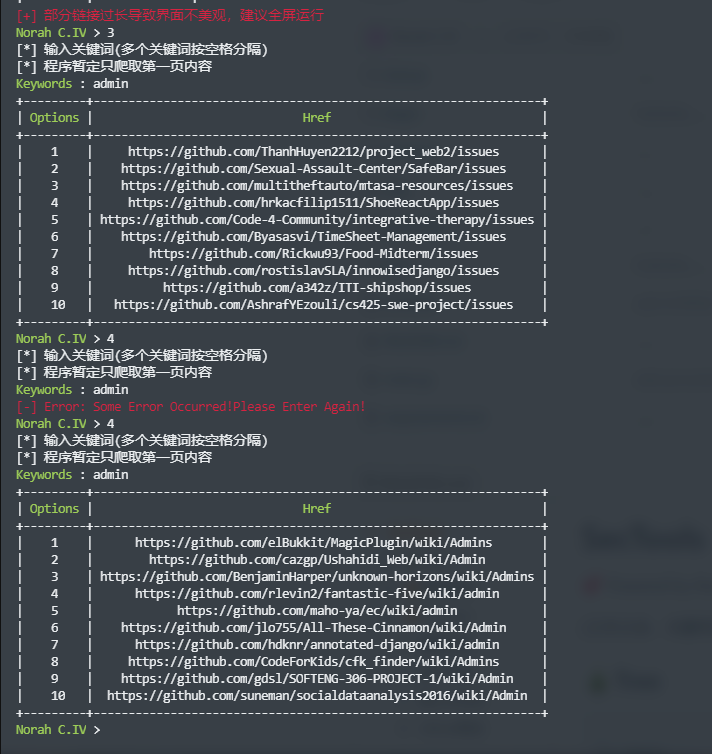 [+] 部分链接过长导致界面不美观，建议全屏运行
Norah C.IV > 3
[*] 输入关键词(多个关键词按空格分隔)
[*] 程序暂定只爬取第一页内容
Keywords : admin
+---------+----------------------------------------------------------------+
| Options | Href |
+---------+----------------------------------------------------------------+
| 1 | https://github.com/ThanhHuyen2212/project_web2/issues |
| 2 | https://github.com/Sexual-Assault-Center/SafeBar/issues |
| 3 | https://github.com/multitheftauto/mtasa-resources/issues |
| 4 | https://github.com/hrkacfilip1511/ShoeReactApp/issues |
| 5 | https://github.com/Code-4-Community/integrative-therapy/issues |
| 6 | https://github.com/Byasasvi/TimeSheet-Management/issues |
| 7 | https://github.com/Rickwu93/Food-Midterm/issues |
| 8 | https://github.com/rostislavSLA/innowisedjango/issues |
| 9 | https://github.com/a342z/ITI-shipshop/issues |
| 10 | https://github.com/AshrafYEzouli/cs425-swe-project/issues |
+---------+----------------------------------------------------------------+
Norah C.IV > 4
[*] 输入关键词(多个关键词按空格分隔)
[*] 程序暂定只爬取第一页内容
Keywords : admin
[-] Error: Some Error Occurred!Please Enter Again!
Norah C.IV > 4
[*] 输入关键词(多个关键词按空格分隔)
[*] 程序暂定只爬取第一页内容
Keywords : admin
+---------+----------------------------------------------------------------+
| Options | Href |
+---------+----------------------------------------------------------------+
| 1 | https://github.com/elBukkit/MagicPlugin/wiki/Admins |
| 2 | https://github.com/cazgp/Ushahidi_Web/wiki/Admin |
| 3 | https://github.com/BenjaminHarper/unknown-horizons/wiki/Admins |
| 4 | https://github.com/rlevin2/fantastic-five/wiki/admin |
| 5 | https://github.com/maho-ya/ec/wiki/admin |
| 6 | https://github.com/jlo755/All-These-Cinnamon/wiki/Admin |
| 7 | https://github.com/hdknr/annotated-django/wiki/admin |
| 8 | https://github.com/CodeForKids/cfk_finder/wiki/Admins |
| 9 | https://github.com/gdsl/SOFTENG-306-PROJECT-1/wiki/Admin |
| 10 | https://github.com/suneman/socialdataanalysis2016/wiki/Admin |
+---------+----------------------------------------------------------------+
Norah C.IV >